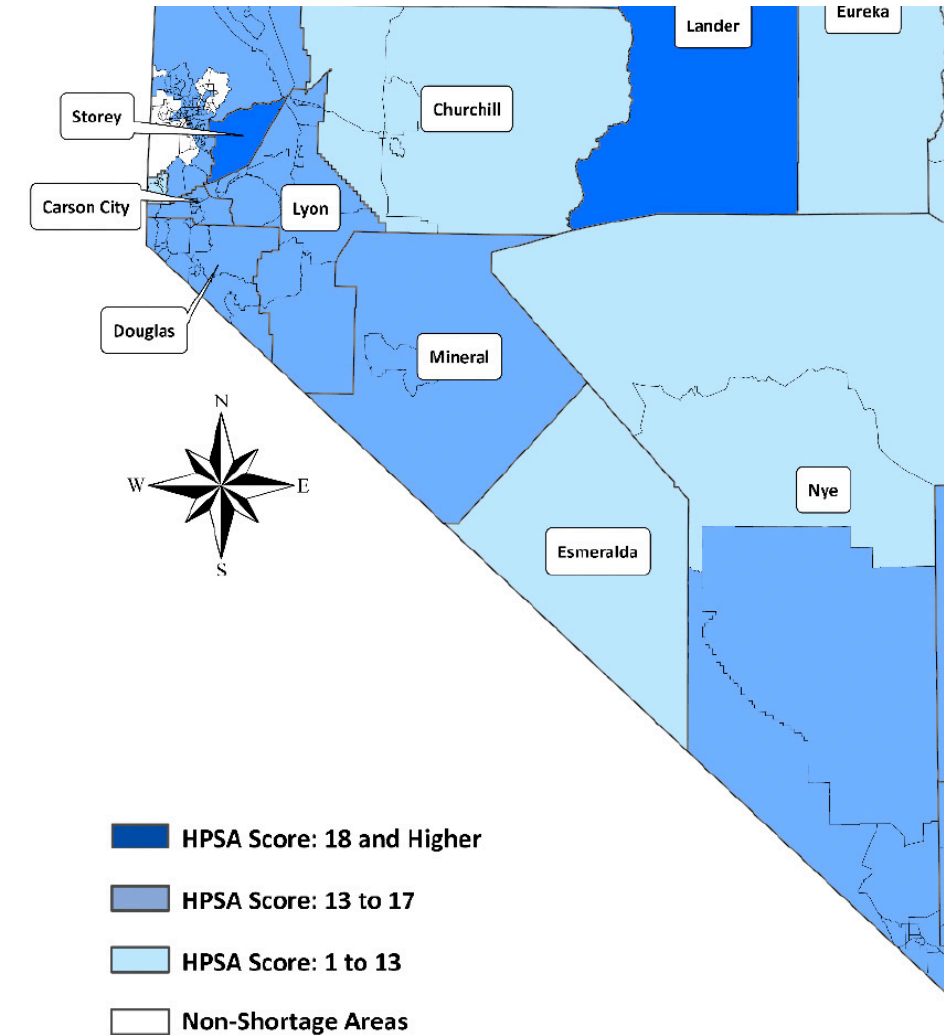 Lander
Eureka
Storey
Churchill
Carson City
Lyon
Douglas
Mineral
N
W
E
S
Nye
Esmeralda
HPSA Score: 18 and Higher
HPSA Score: 13 to 17
HPSA Score: 1 to 13
Non-Shortage Areas